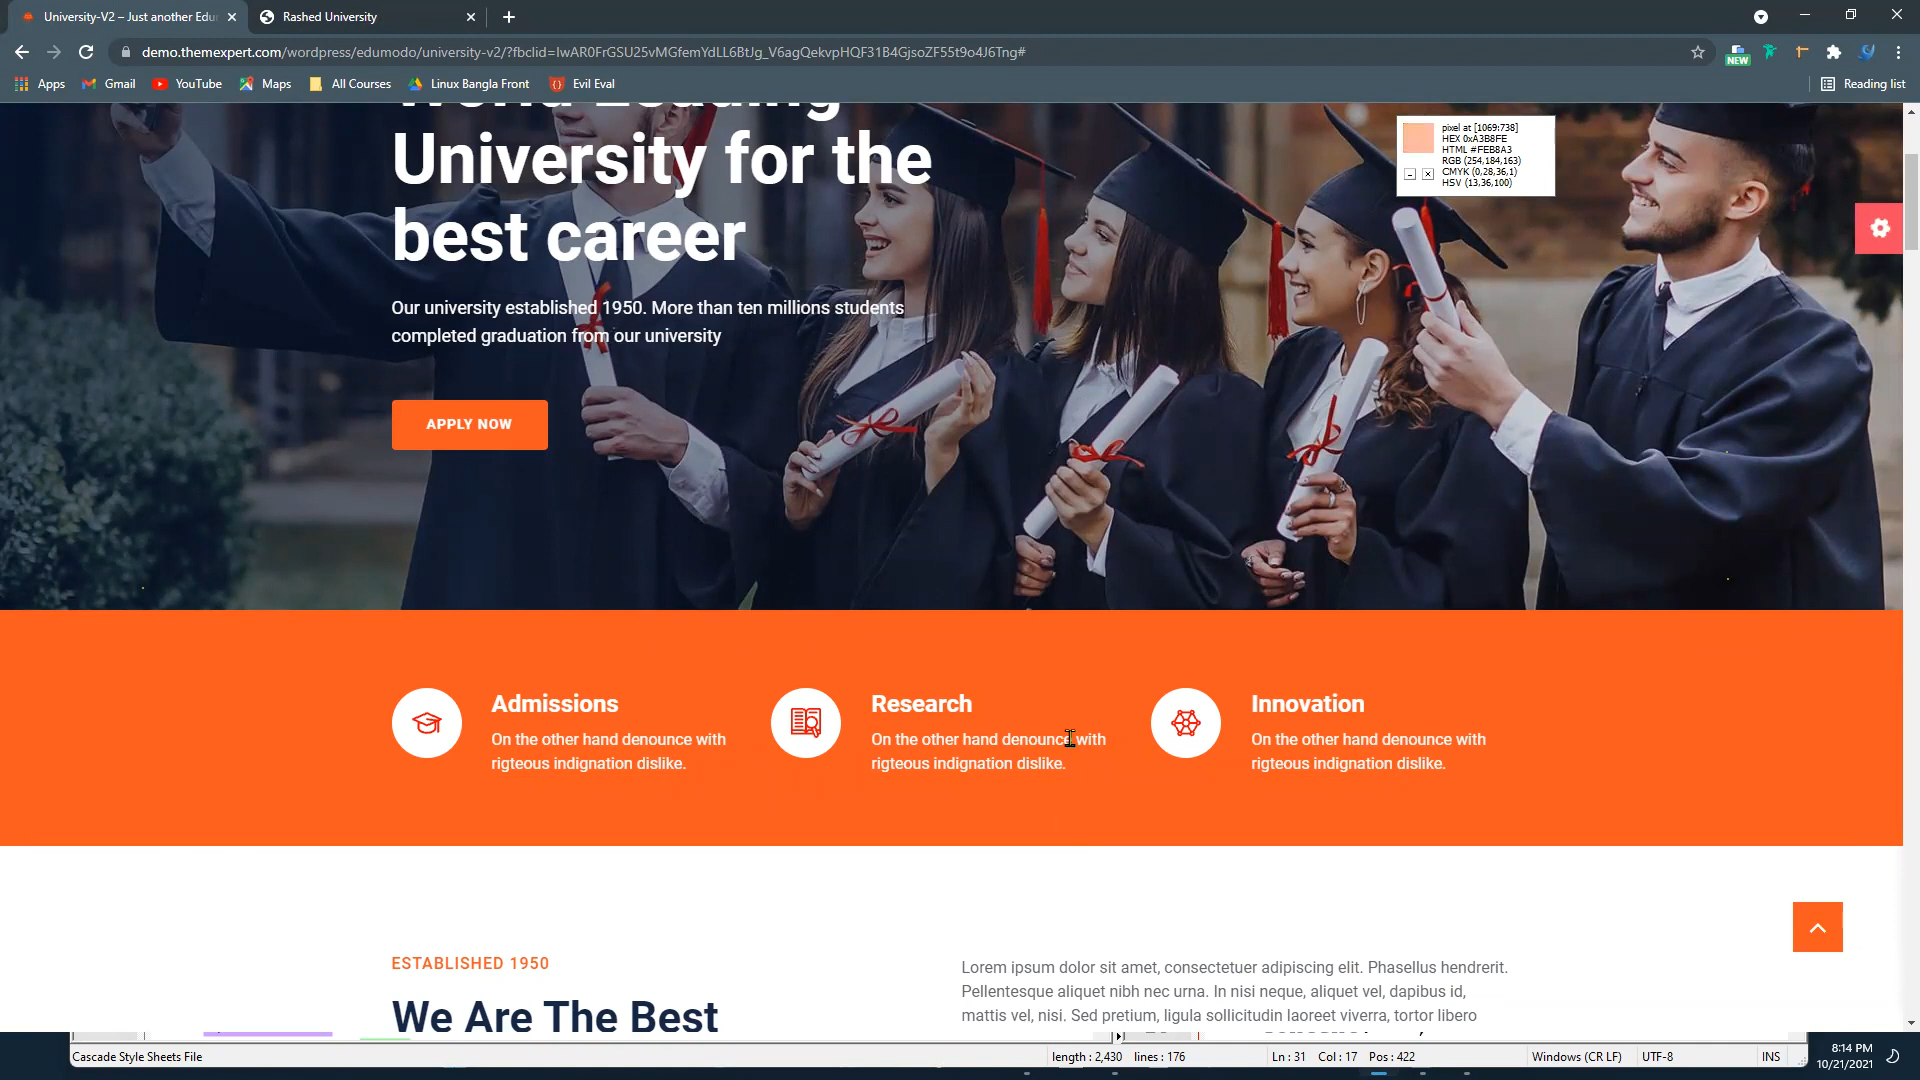 University-V2 – Just another Edu
Rashed University
demo.themexpert.com/wordpress/edumodo/university-v2/?fbclid=IwAR0FrGSU25vMGfemYdLL6BtJg_V6agQekvpHQF31B4GjsoZF55t9o4J6Tng#
NEW
Apps
Gmail
YouTube
Maps
All Courses
Linux Bangla Front
Evil Eval
Reading list
World Leading
University for the
best career
Our university established 1950. More than ten millions students
completed graduation from our university
APPLY NOW
pixel at [1069:738]
HEX 0xA3B8FE
HTML #FEB8A3
RGB (254,184,163)
CMYK (0,28,36,1)
HSV (13,36,100)
Admissions
On the other hand denounce with
rigteous indignation dislike.
Research
On the other hand denounce with
rigteous indignation dislike.
Innovation
On the other hand denounce with
rigteous indignation dislike.
ESTABLISHED 1950
We Are The Best
Lorem ipsum dolor sit amet, consectetuer adipiscing elit. Phasellus hendrerit.
Pellentesque aliquet nibh nec urna. In nisi neque, aliquet vel, dapibus id,
mattis vel, nisi. Sed pretium, ligula sollicitudin laoreet viverra, tortor libero
Cascade Style Sheets File
length : 2,430 lines : 176
Ln : 31 Col : 17 Pos : 422
Windows (CR LF)
UTF-8
INS
8:14 PM
10/21/2021